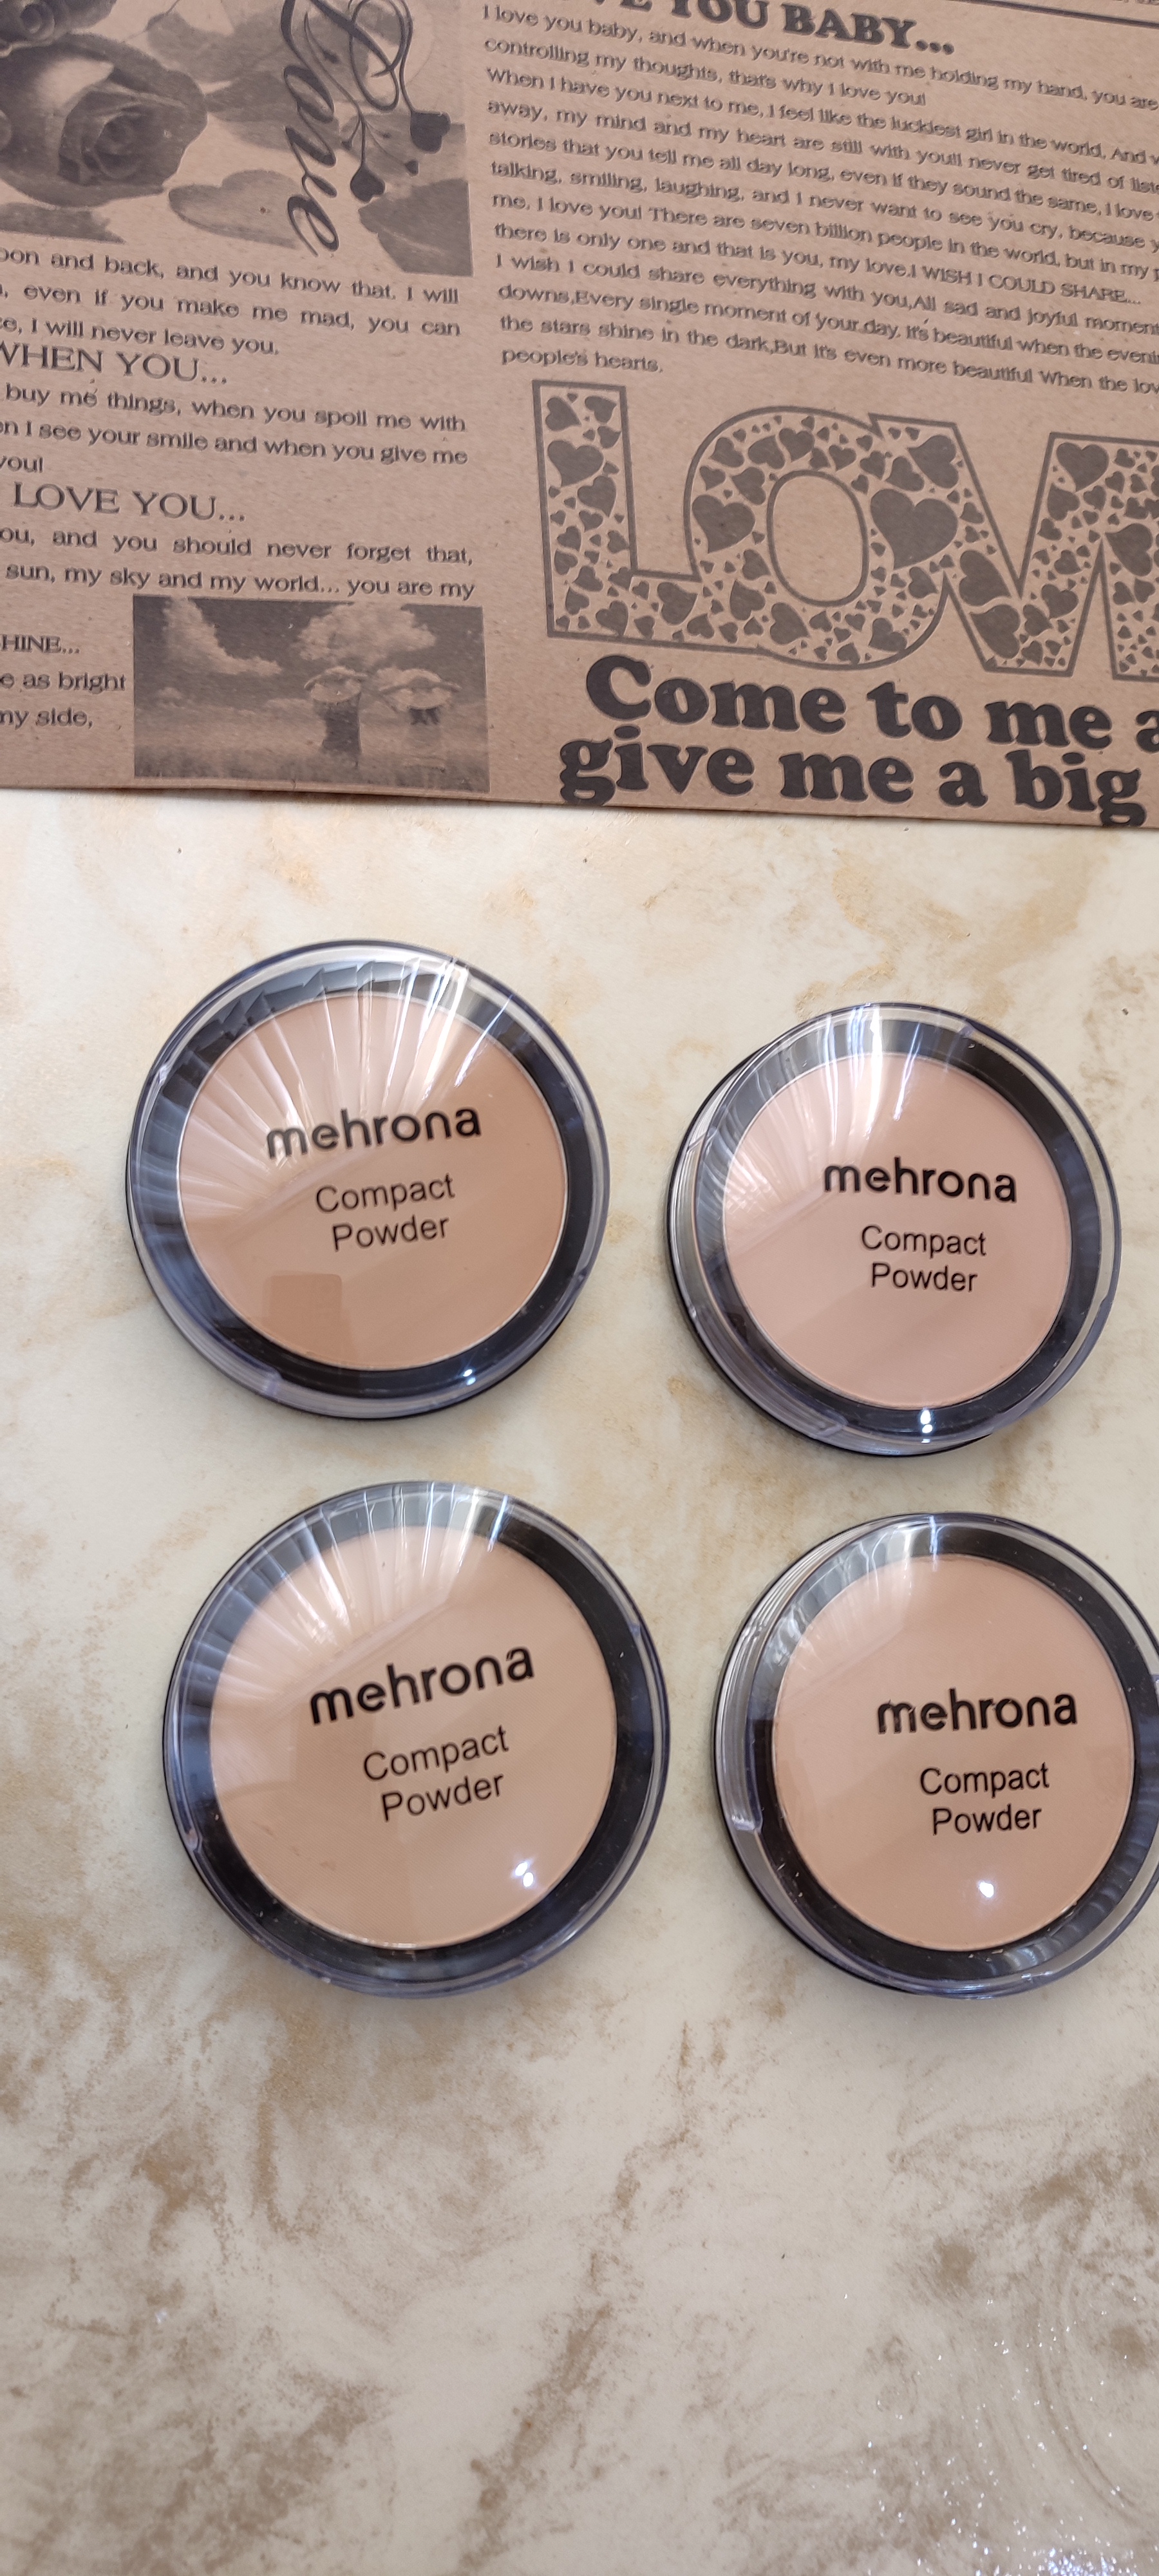 Love
YOU BABY...
I love you baby, and when you're not with me holding my hand, you are
controlling my thoughts, that's why I love you!
When I have you next to me, I feel like the luckiest girl in the world. And
away, my mind and my heart are still with youIl never get tired of
stories that you tell me all day long, even if they sound the same, I love
talking, smiling, laughing, and I never want to see you cry, because
me. I love you! There are seven billion people in the world, but in my
there is only one and that is you, my love.I WISH I COULD SHARE...
I wish I could share everything with you,All sad and joyful
downs,Every single moment of your day. It's beautiful when the
the stars shine in the dark,But it's even more beautiful When the
people's hearts.
and back, and you know that. I will
even if you make me mad, you can
I will never leave you.
WHEN YOU...
buy me things, when you spoil me with
I see your smile and when you give me
you!
LOVE YOU...
and you should never forget that,
sun, my sky and my world... you are my
HINE...
as bright
my side,
Come to me
give me a big
mehrona
Compact
Powder
mehrona
Compact
Powder
mehrona
Compact
Powder
mehrona
Compact
Powder